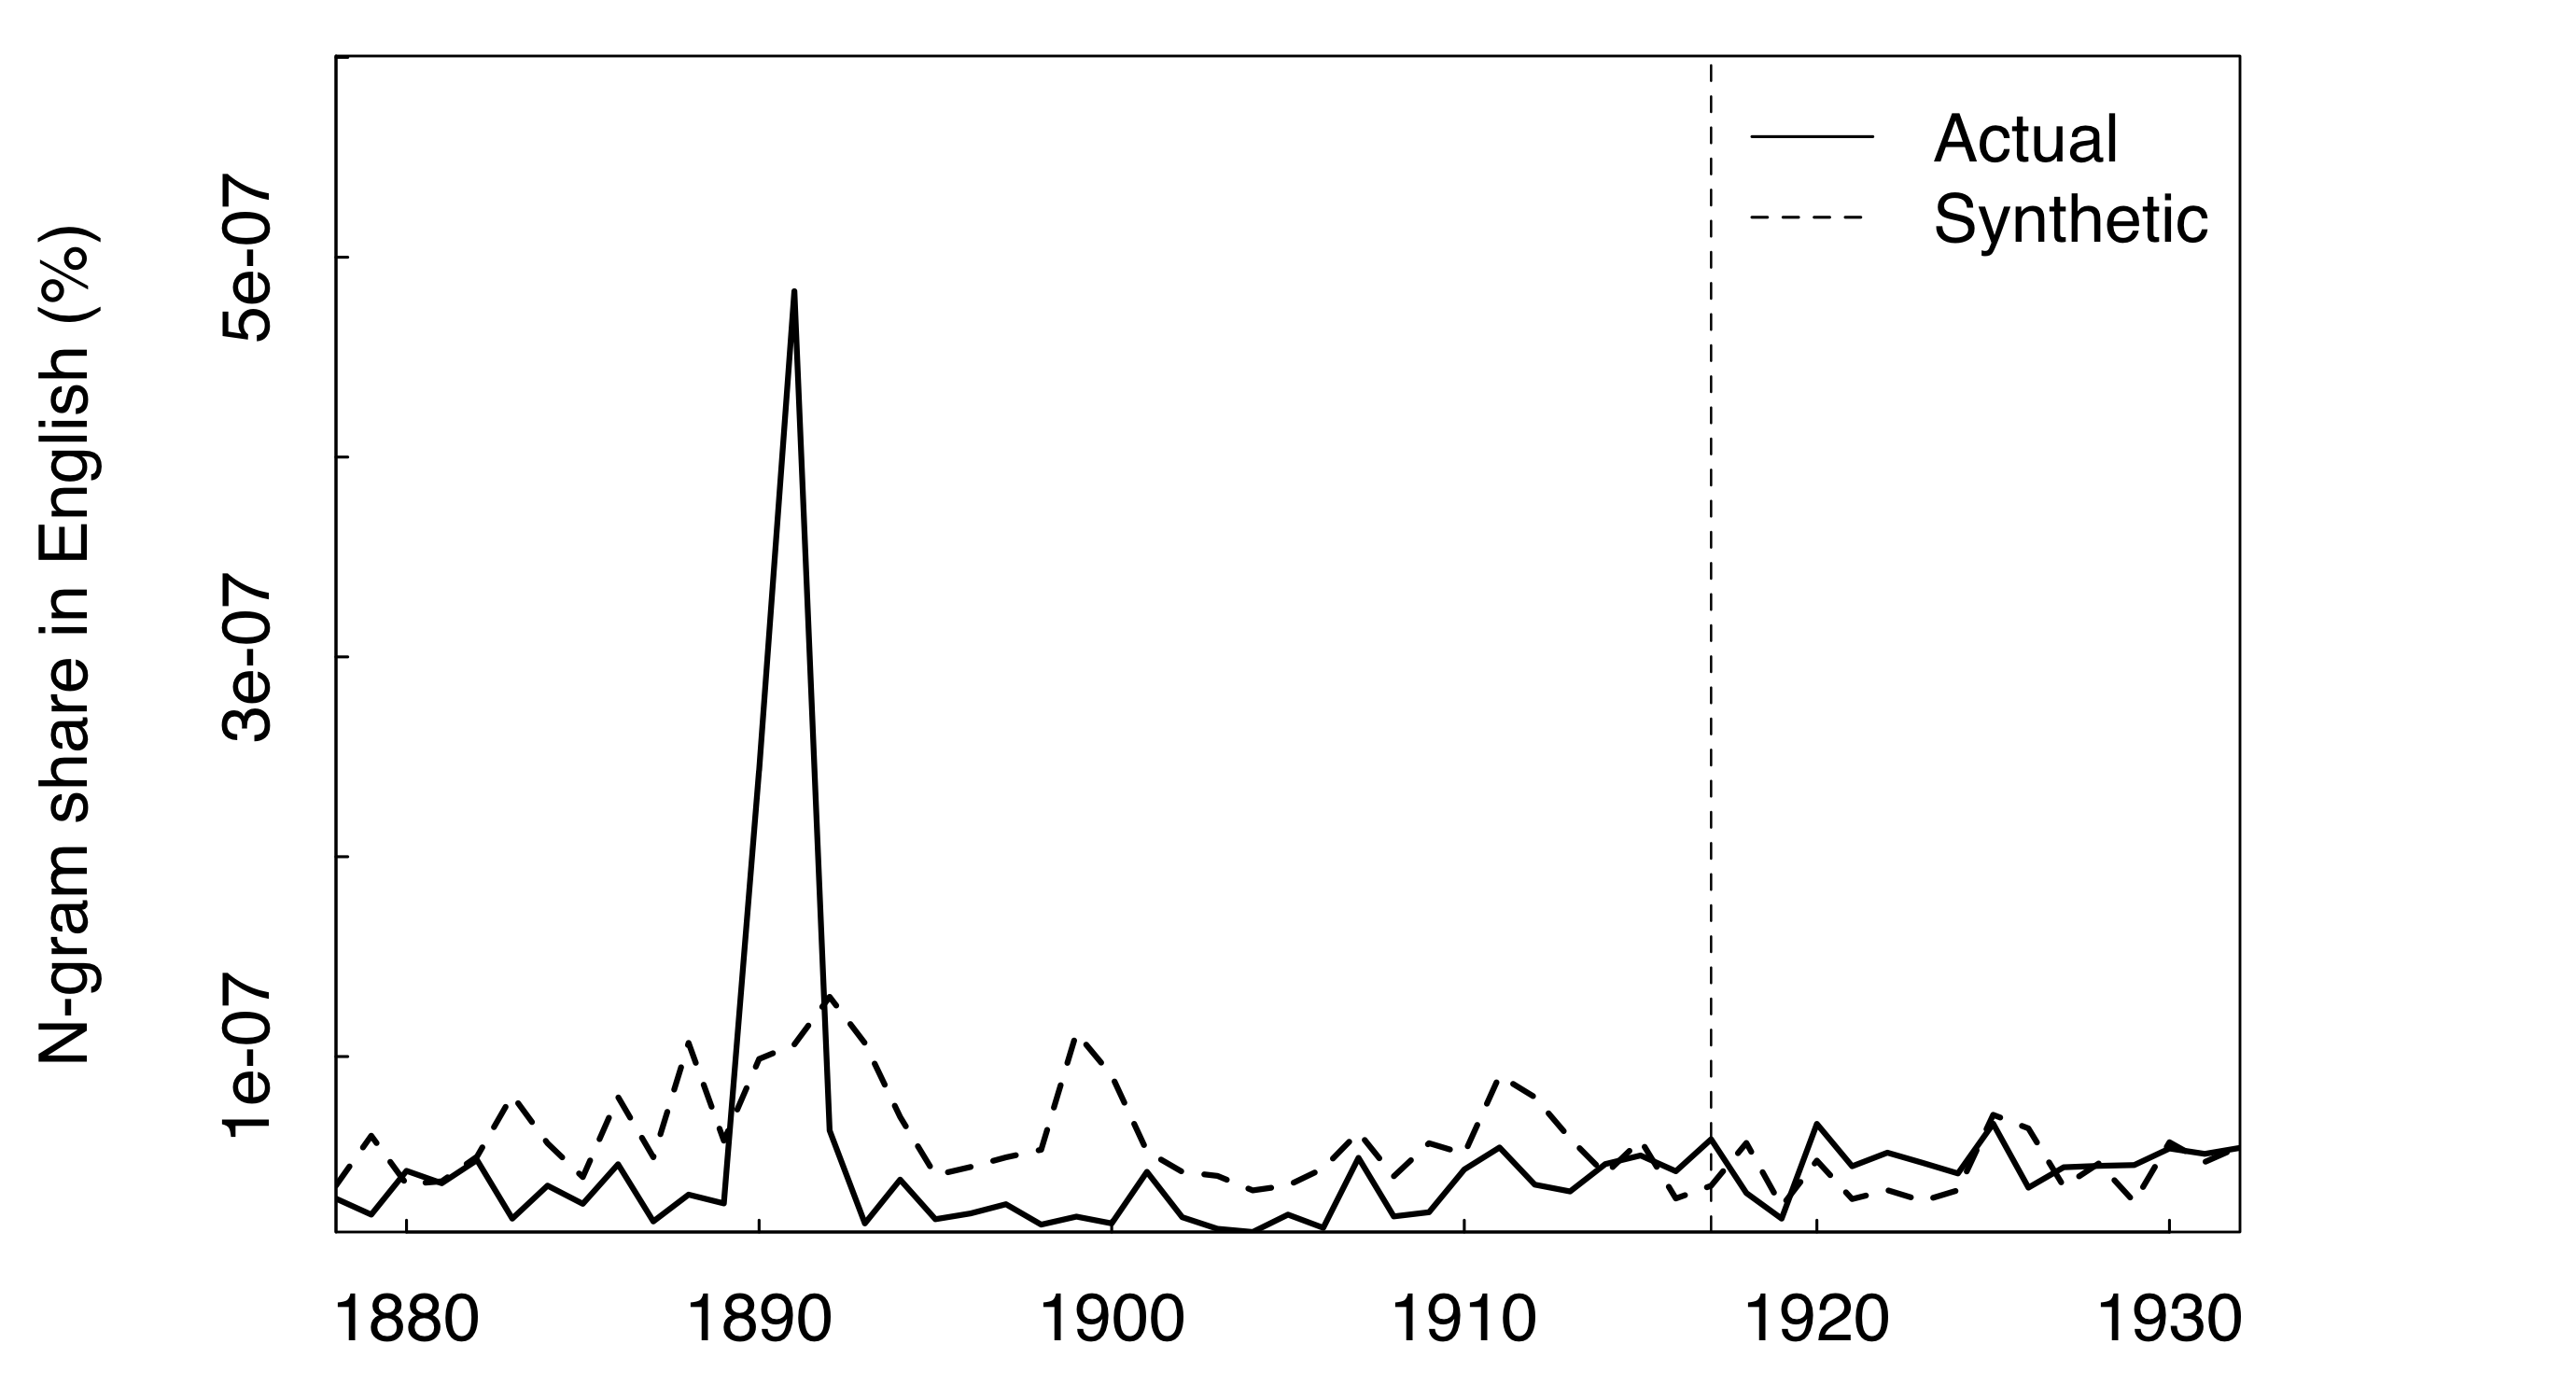 N-gram share in English (%)
5e-07
3e-07
1e-07
Actual
Synthetic
1880 1890 1900 1910 1920 1930